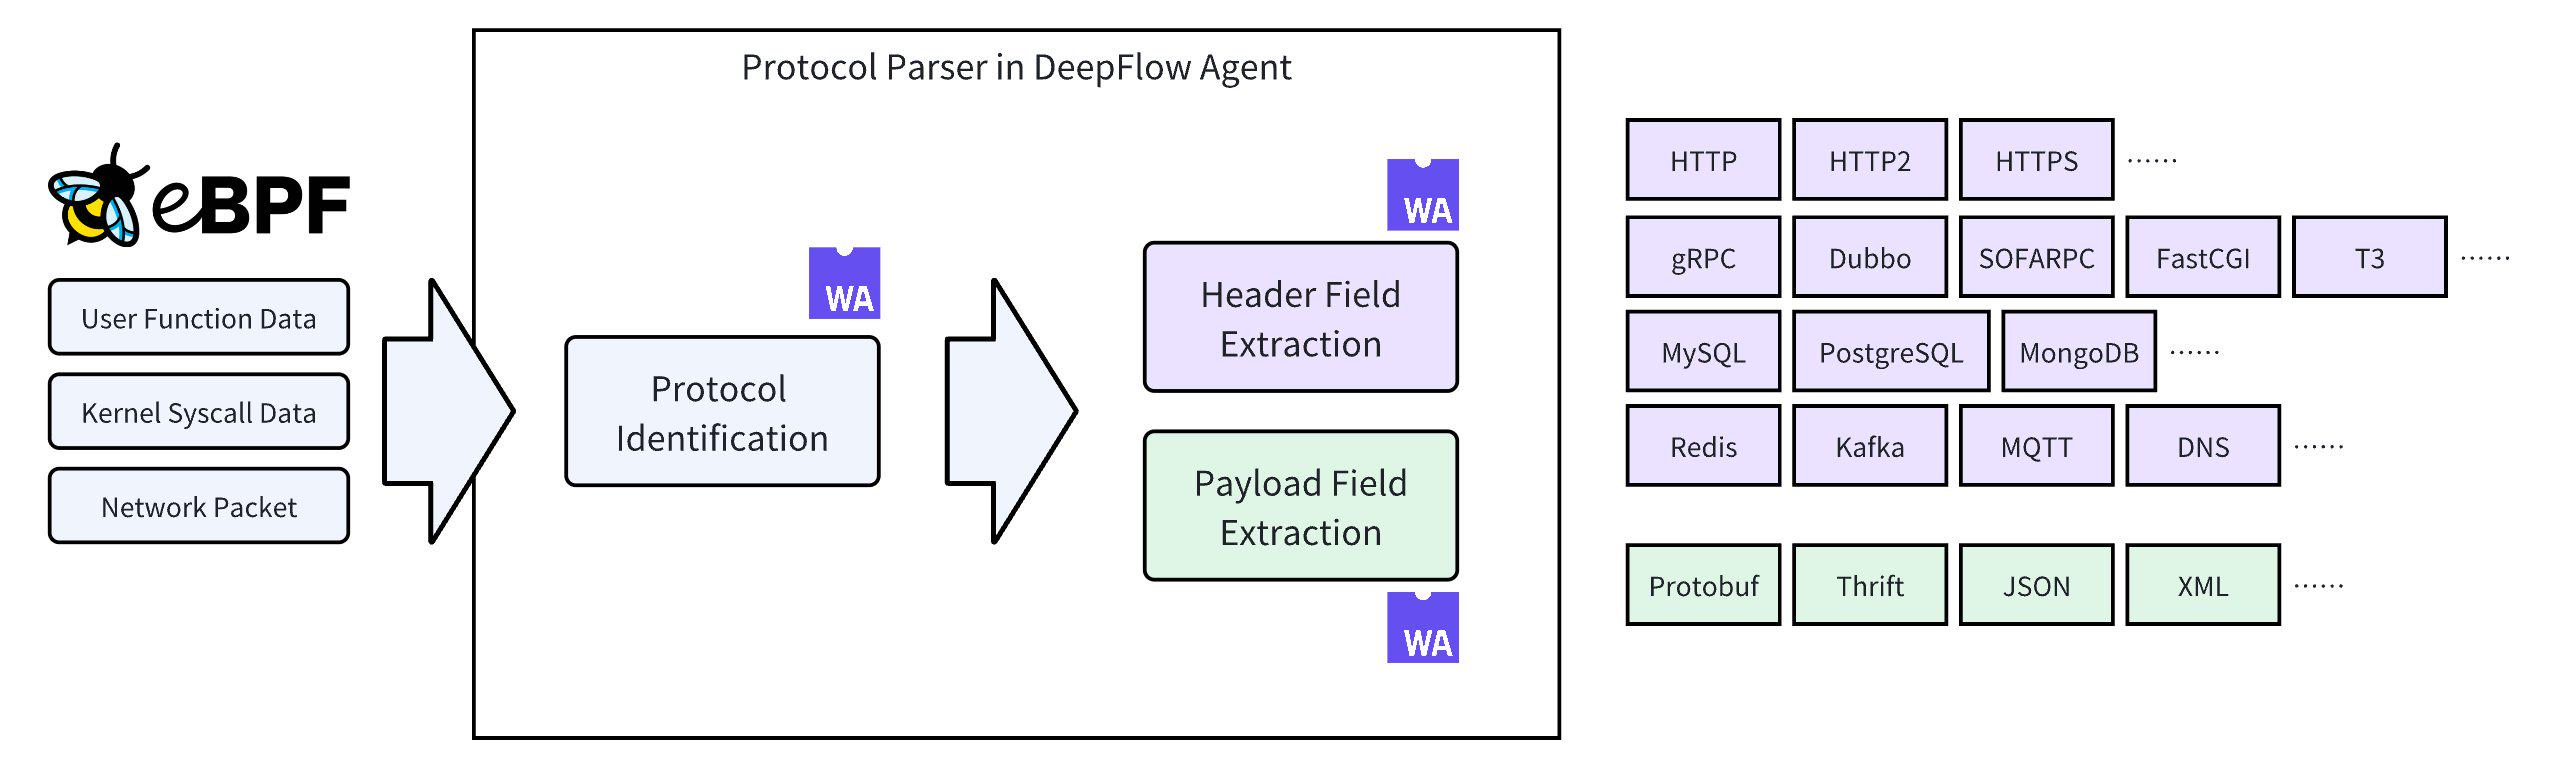 Protocol Parser in DeepFlow Agent
eBPF
User Function Data
Kernel Syscall Data
Network Packet
WA
Protocol
Identification
WA
Header Field
Extraction
Payload Field
Extraction
WA
HTTP HTTP2 HTTPS ······
gRPC Dubbo SOFARPC FastCGI T3 ······
MySQL PostgreSQL MongoDB ······
Redis Kafka MQTT DNS ······
Protobuf Thrift JSON XML ······